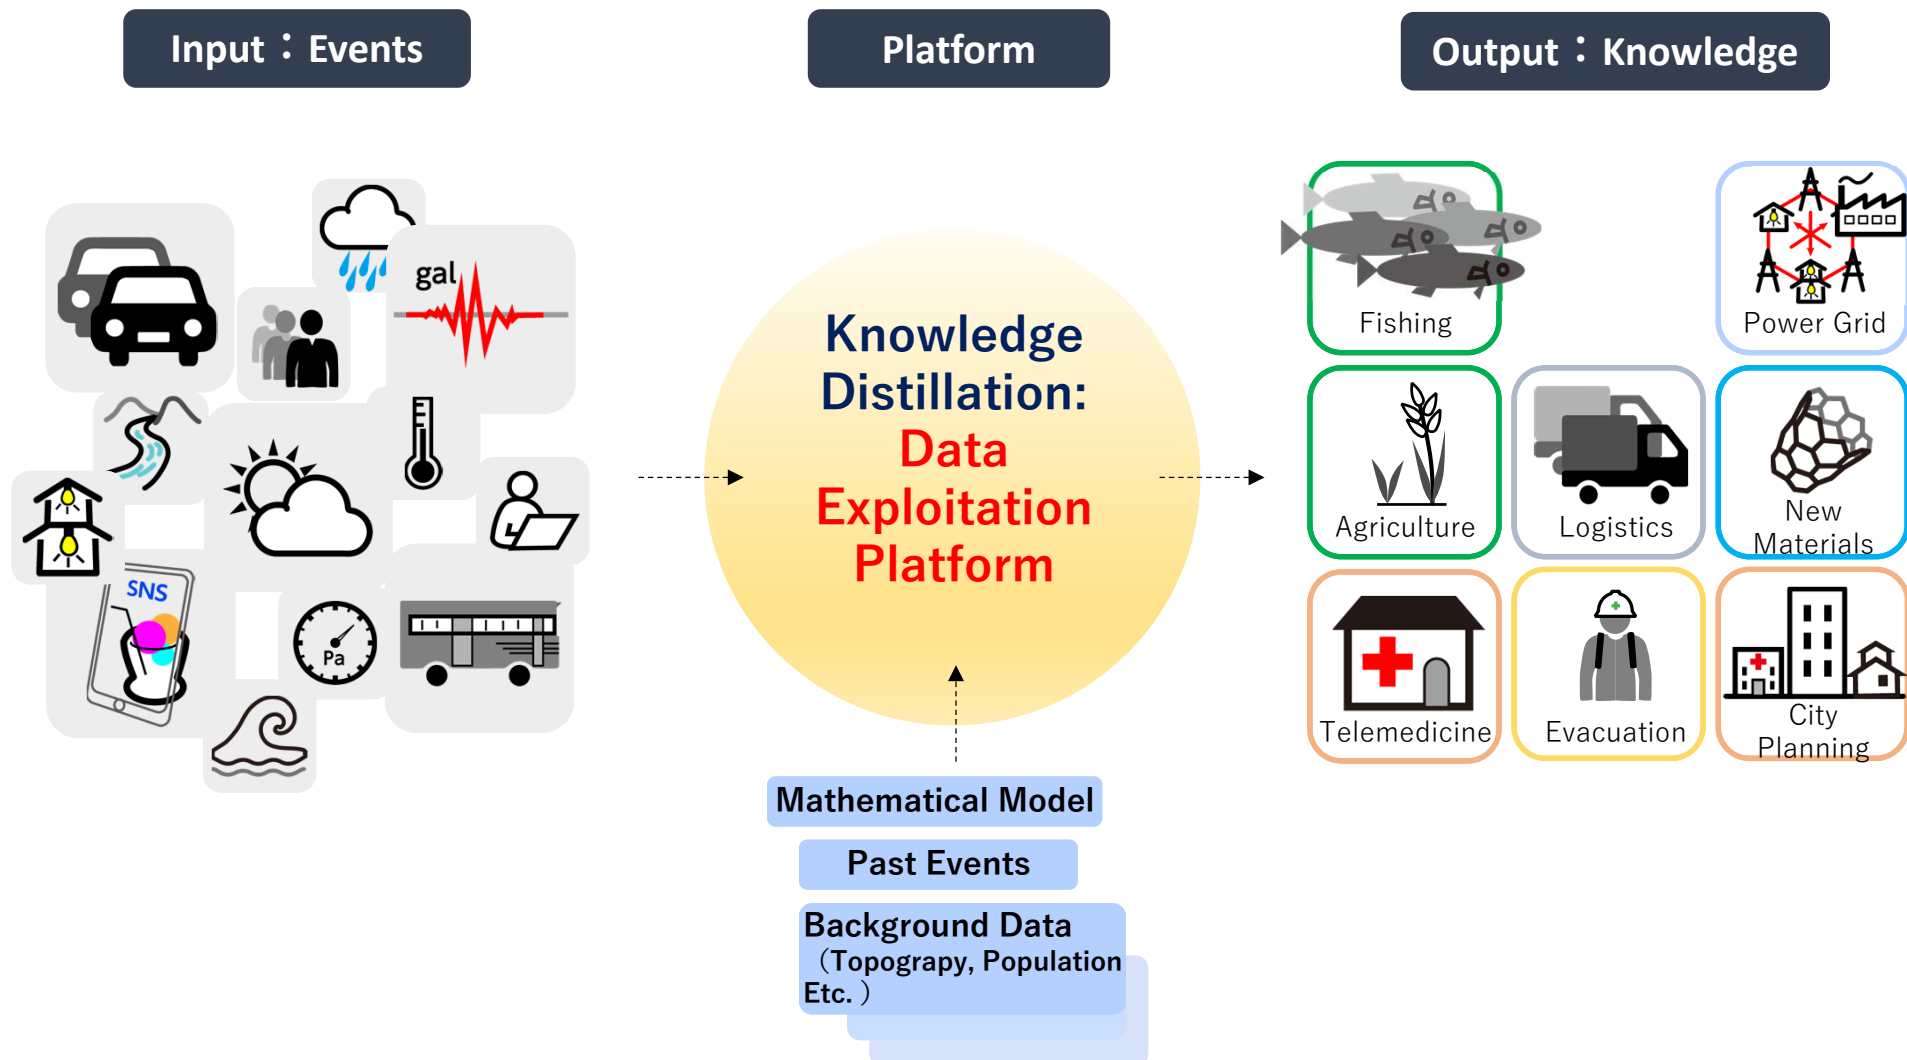 Input：Events
Platform
Output：Knowledge
gal
SNS
Pa
Knowledge
Distillation:
Data
Exploitation
Platform
Mathematical Model
Past Events
Background Data
（Topograpy, Population
Etc. ）
Fishing
Power Grid
Agriculture
Logistics
New
Materials
Telemedicine
Evacuation
City
Planning